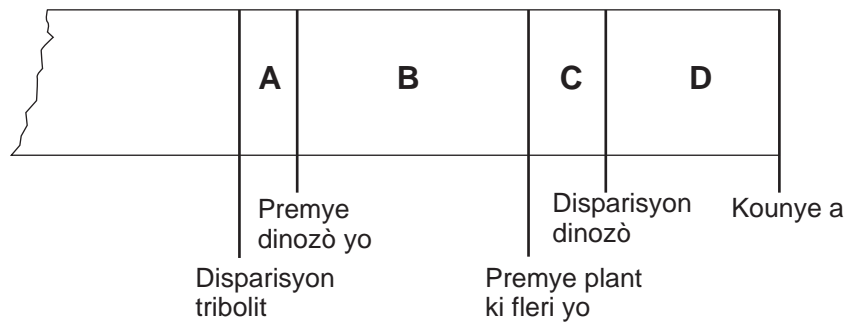 A B C D
Premye
dinozò yo
Disparisyon
dinozò
Kounye a
Disparisyon
tribolit
Premye plant
ki fleri yo